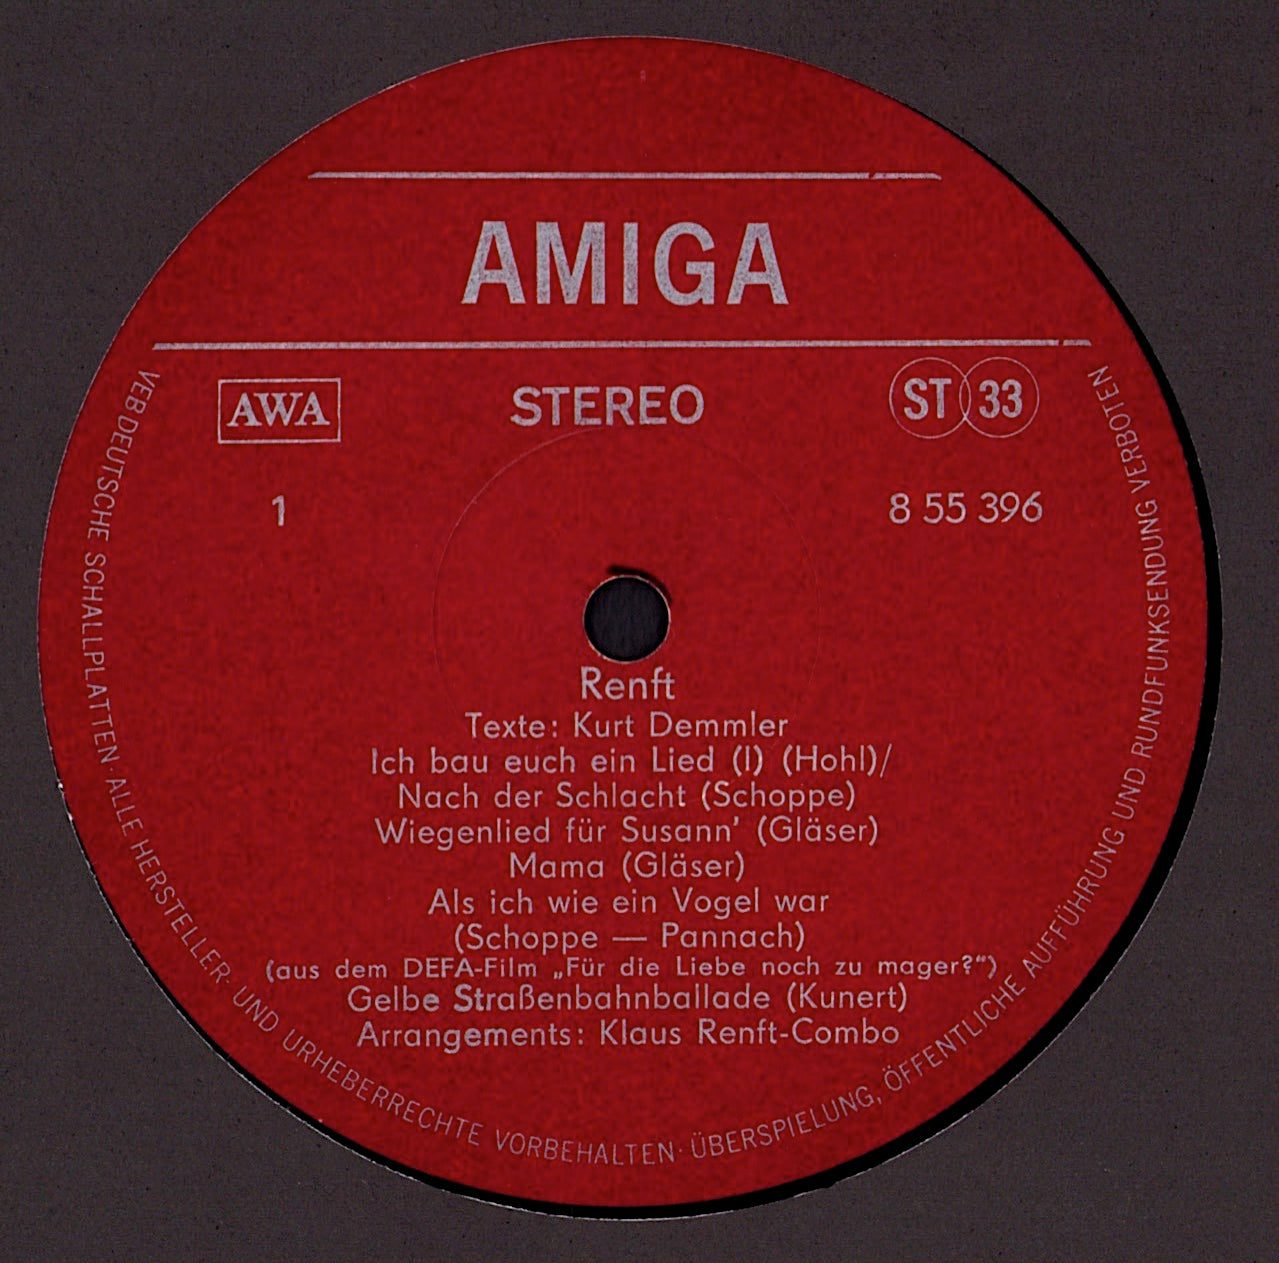 AMIGA
AWA
STEREO
ST 33
1
8 55 396
Renft
Texte: Kurt Demmler
Ich bau euch ein Lied (I) (Hohl)/
Nach der Schlacht (Schoppe)
Wiegenlied für Susann’ (Gläser)
Mama (Gläser)
Als ich wie ein Vogel war
(Schoppe — Pannach)
(aus dem DEFA-Film „Für die Liebe noch zu mager?“)
Gelbe Straßenbahnballade (Kunert)
Arrangements: Klaus Renft-Combo
VEB DEUTSCHE SCHALLPLATTEN · ALLE HERSTELLER- UND URHEBERRECHTE VORBEHALTEN · ÜBERSPIELUNG, ÖFFENTLICHE AUFFÜHRUNG UND RUNDFUNKSENDUNG VERBOTEN